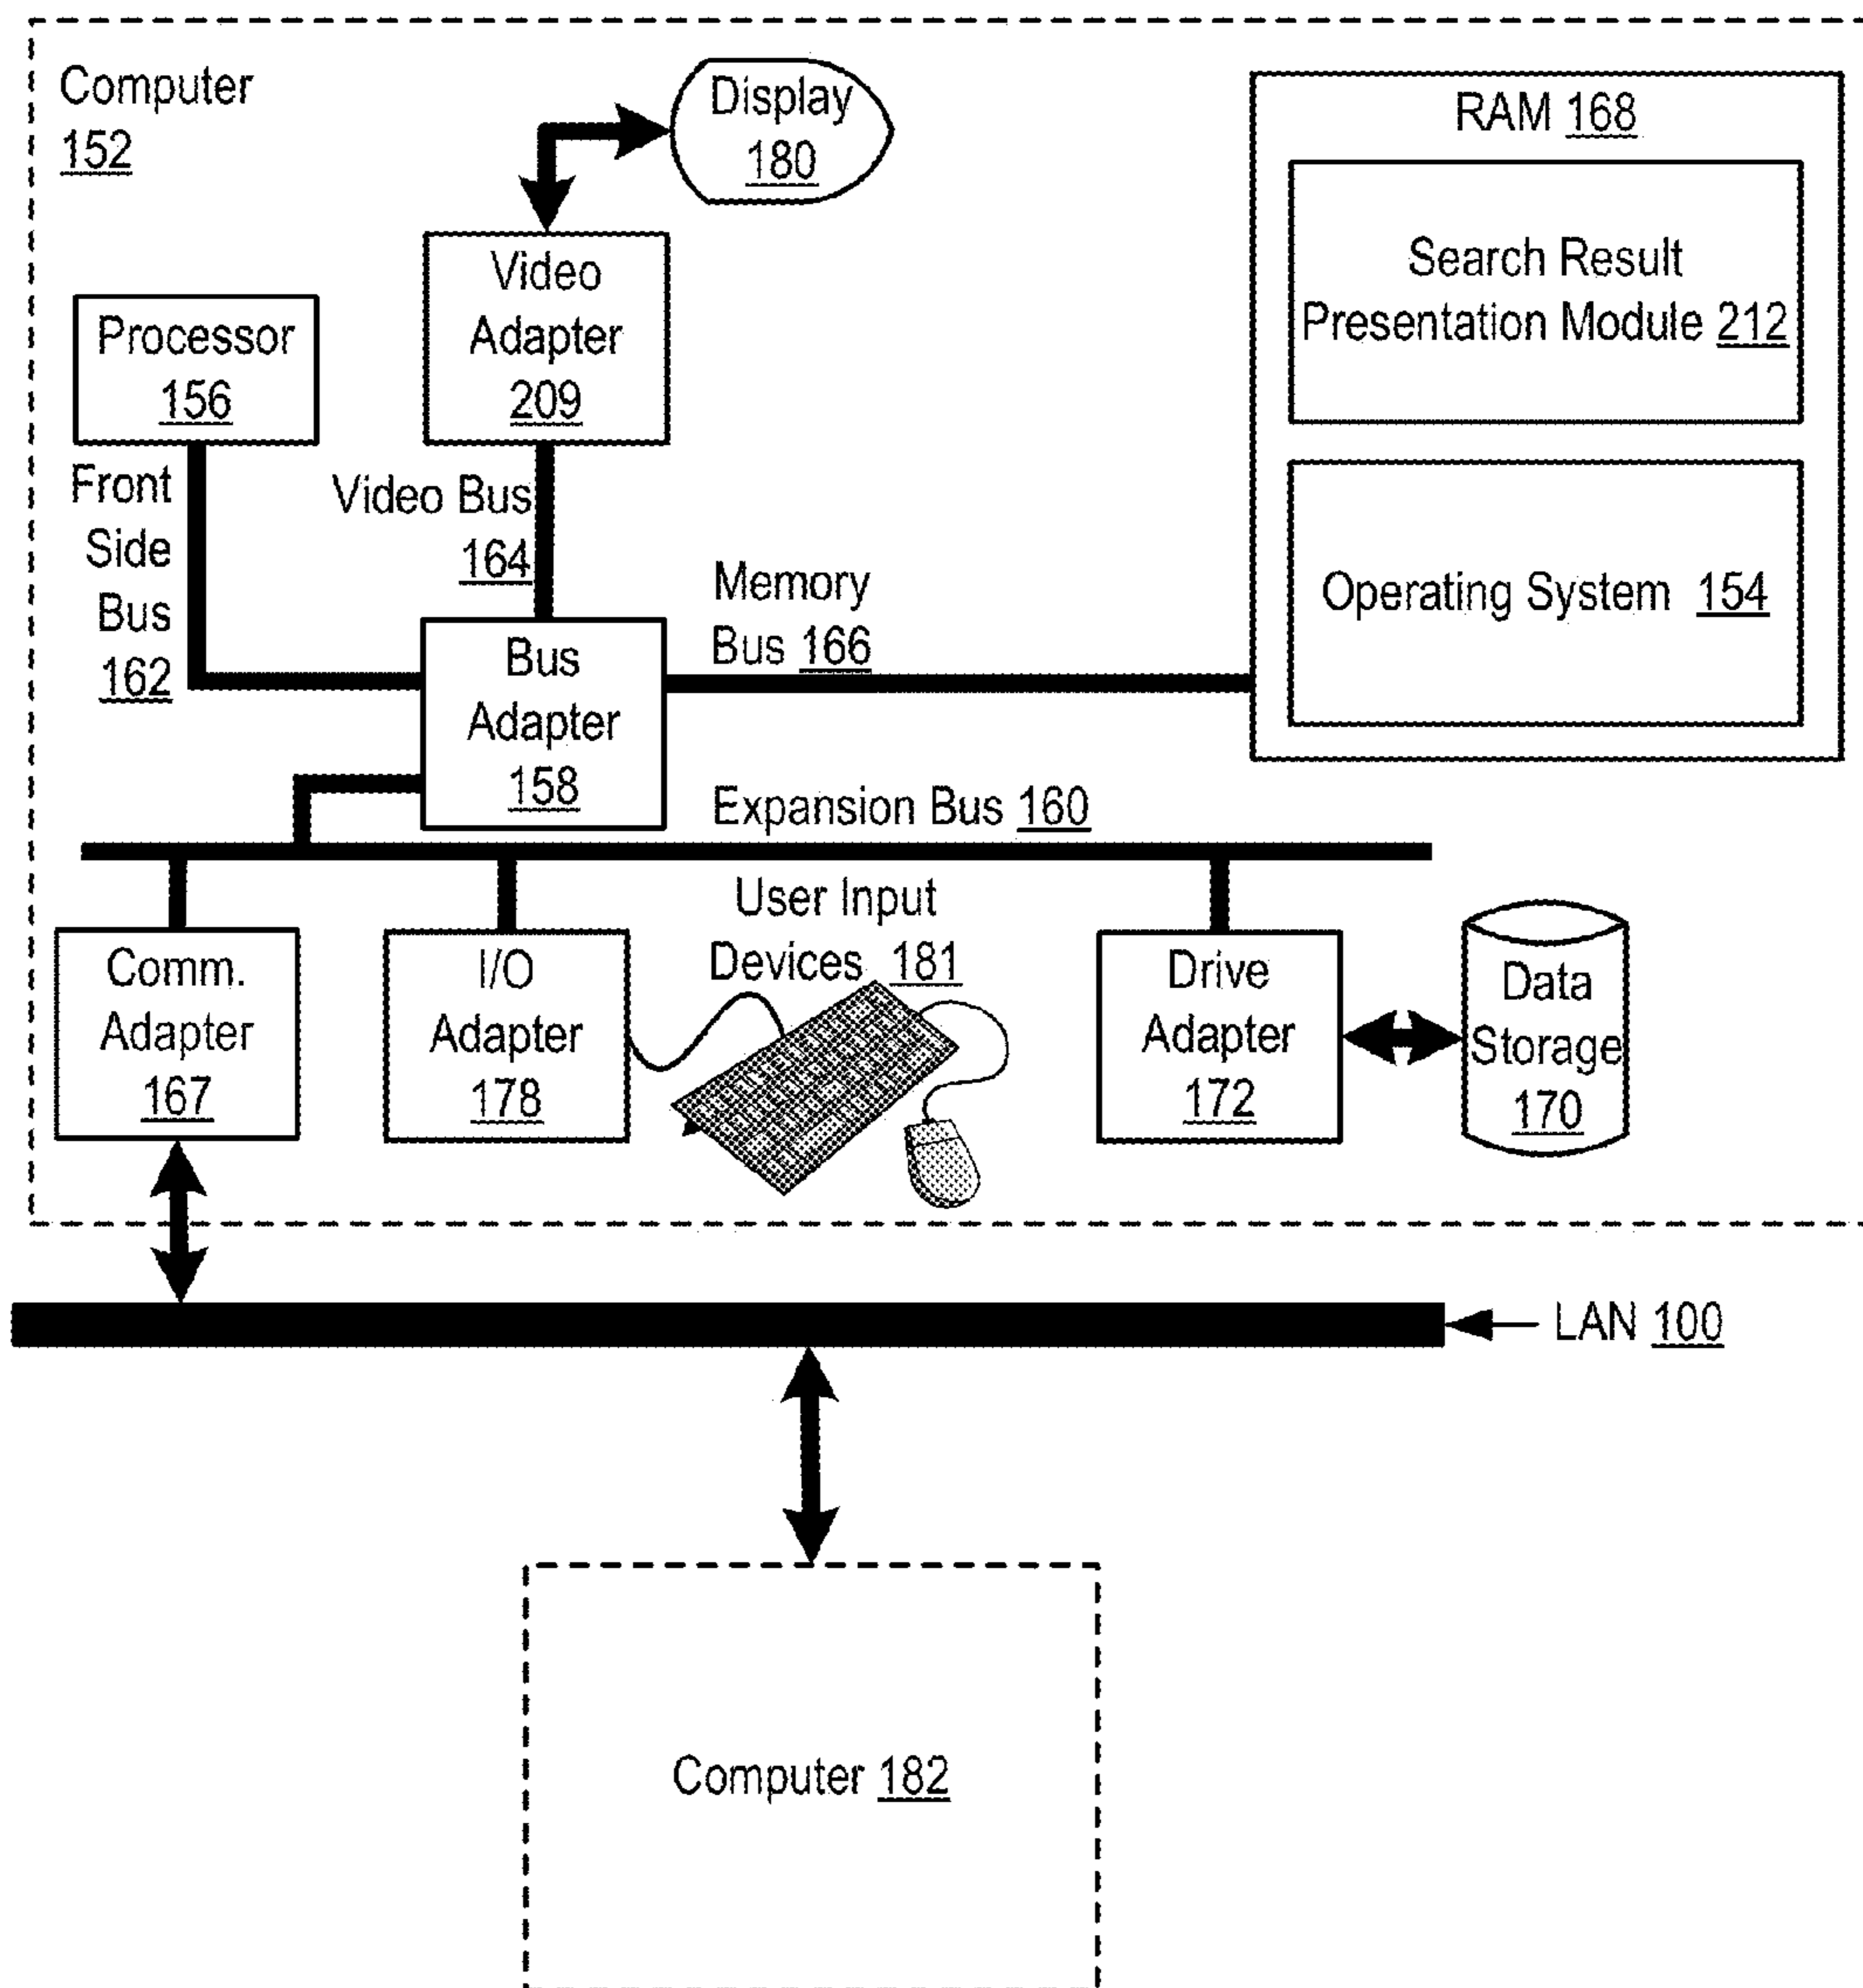 Computer
152
Display
180
RAM 168
Search Result
Presentation Module 212
Operating System 154
Video
Adapter
209
Processor
156
Front
Side
Bus
162
Video Bus
164
Memory
Bus 166
Bus
Adapter
158
Expansion Bus 160
Comm.
Adapter
167
I/O
Adapter
178
User Input
Devices 181
Drive
Adapter
172
Data
Storage
170
LAN 100
Computer 182